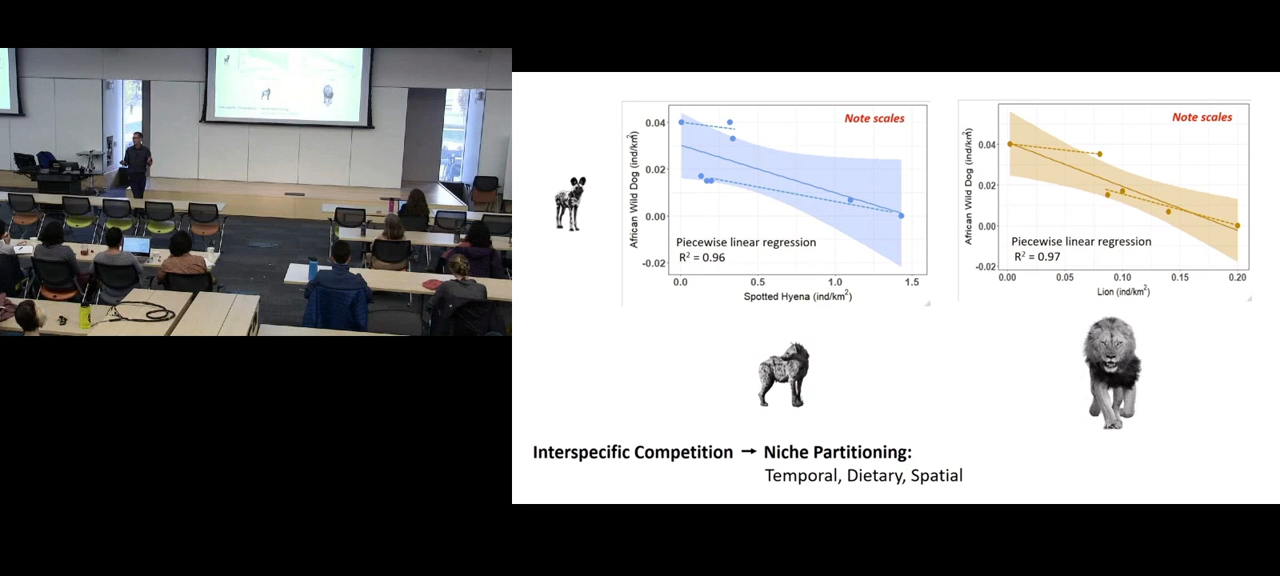 Note scales
African Wild Dog (ind/km²)
0.04
0.02
0.00
-0.02
Piecewise linear regression
R² = 0.96
0.0 0.5 1.0 1.5
Spotted Hyena (ind/km²)
Note scales
African Wild Dog (ind/km²)
0.04
0.02
0.00
-0.02
Piecewise linear regression
R² = 0.97
0.00 0.05 0.10 0.15 0.20
Lion (ind/km²)
Interspecific Competition → Niche Partitioning:
Temporal, Dietary, Spatial